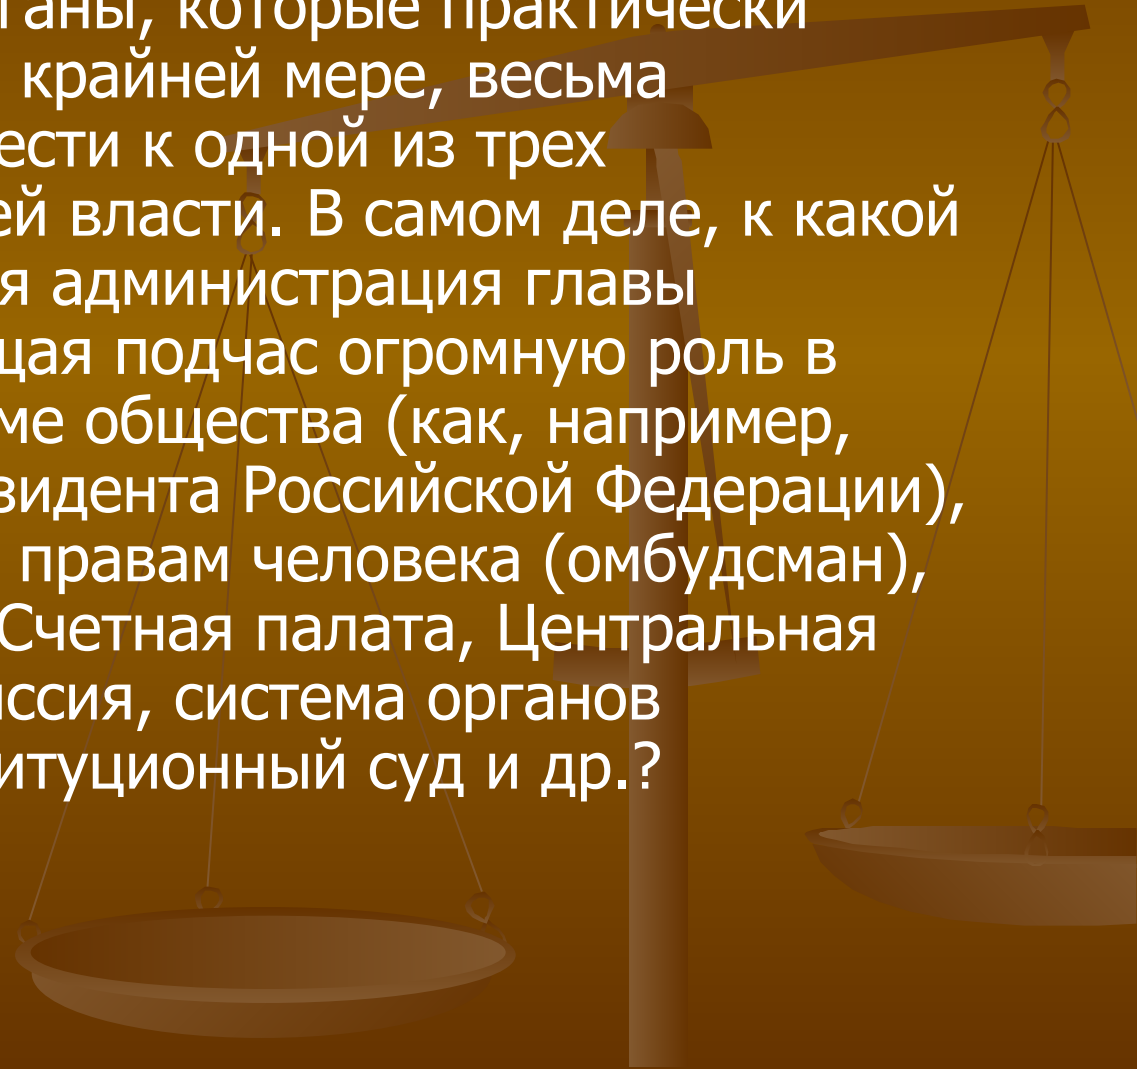 ганы, которые практически
крайней мере, весьма
ести к одной из трех
ей власти. В самом деле, к какой
я администрация главы
щая подчас огромную роль в
ме общества (как, например,
зидента Российской Федерации),
правам человека (омбудсман),
Счетная палата, Центральная
иссия, система органов
итуционный суд и др.?